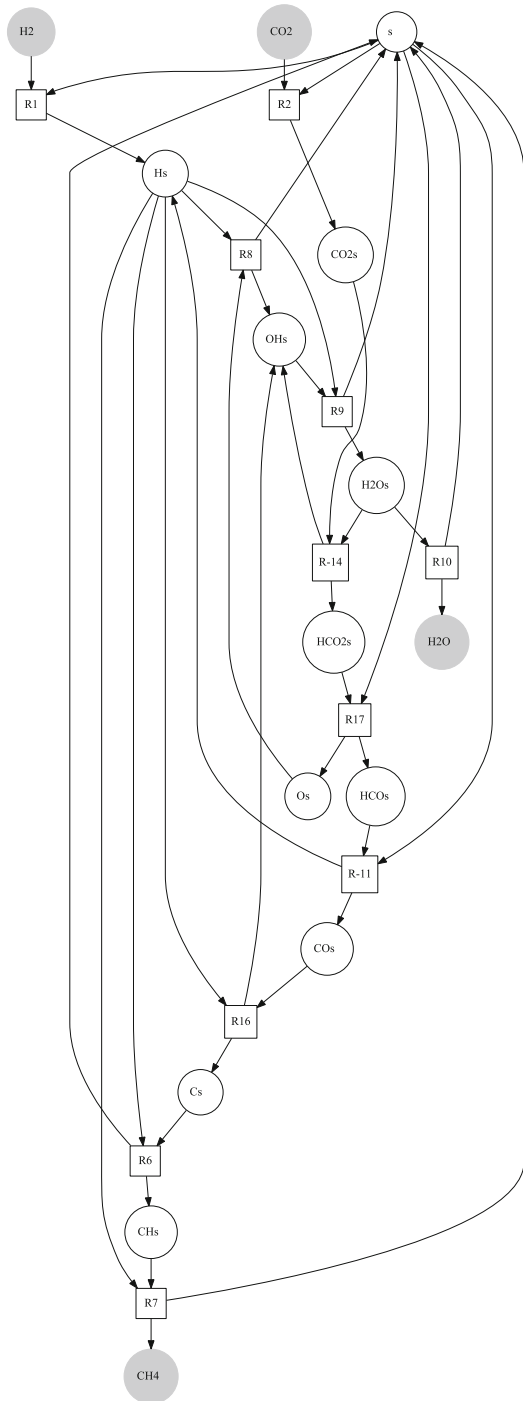 H2
CO2
s
R1
R2
Hs
R8
CO2s
OHs
R9
H2Os
R-14
R10
HCO2s
H2O
R17
Os
HCOs
R-11
COs
R16
Cs
R6
CHs
R7
CH4